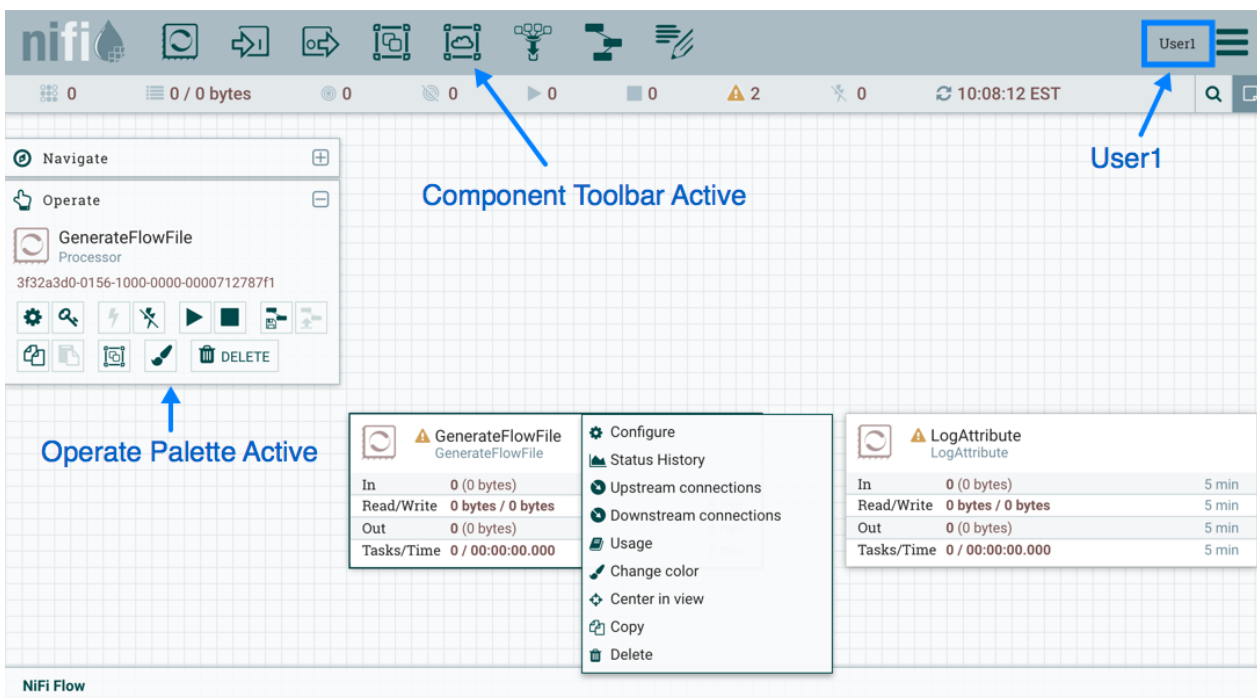 nifi
User1
0
0 / 0 bytes
0
0
0
0
2
0
10:08:12 EST
Navigate
User1
Component Toolbar Active
Operate
GenerateFlowFile
Processor
3f32a3d0-0156-1000-0000-0000712787f1
DELETE
Operate Palette Active
GenerateFlowFile
GenerateFlowFile
In 0 (0 bytes)
Read/Write 0 bytes / 0 bytes
Out 0 (0 bytes)
Tasks/Time 0 / 00:00:00.000
Configure
Status History
Upstream connections
Downstream connections
Usage
Change color
Center in view
Copy
Delete
LogAttribute
LogAttribute
In 0 (0 bytes) 5 min
Read/Write 0 bytes / 0 bytes 5 min
Out 0 (0 bytes) 5 min
Tasks/Time 0 / 00:00:00.000 5 min
NiFi Flow